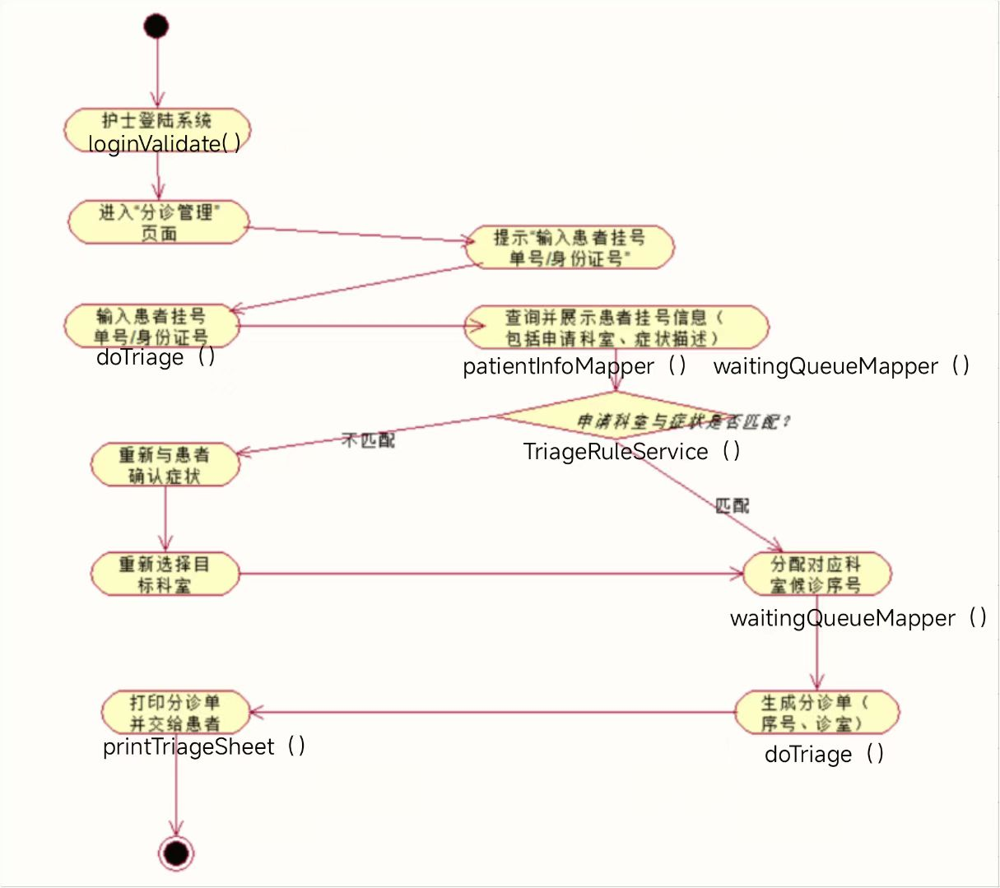 护士登陆系统
loginValidate()
进入"分诊管理"
页面
提示"输入患者挂号
单号/身份证号"
输入患者挂号
单号/身份证号
doTriage（）
查询并展示患者挂号信息（
包括申请科室、症状描述）
patientInfoMapper（）
waitingQueueMapper（）
申请科室与症状是否匹配？
TriageRuleService（）
不匹配
重新与患者
确认症状
匹配
重新选择目
标科室
分配对应科
室候诊序号
waitingQueueMapper（）
生成分诊单（
序号、诊室）
doTriage（）
打印分诊单
并交给患者
printTriageSheet（）